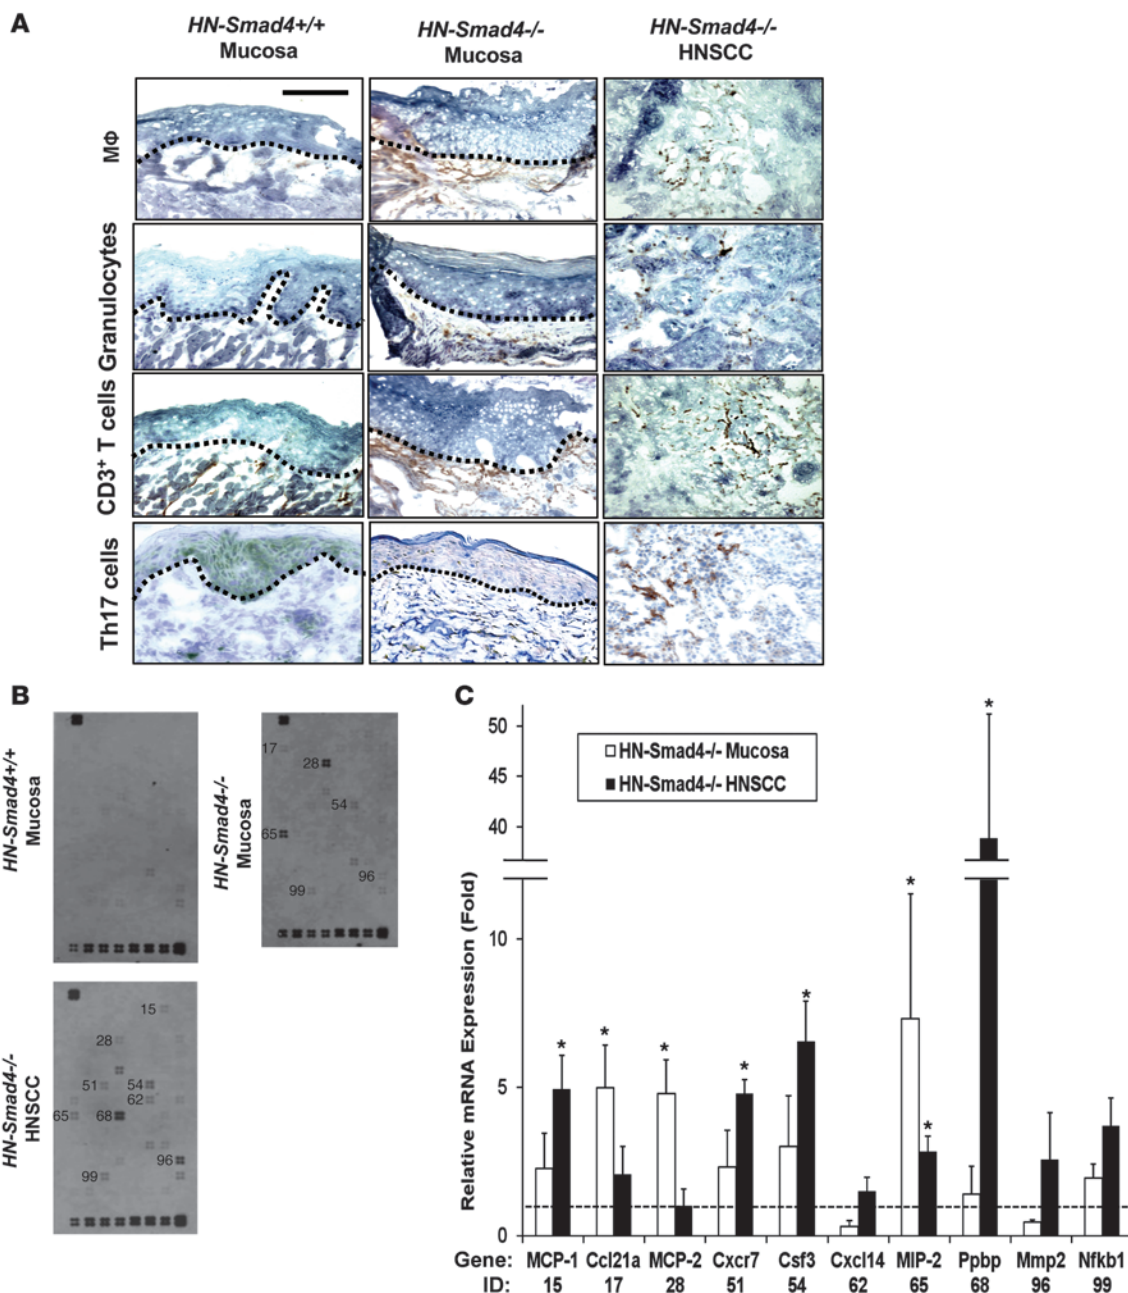 A
HN-Smad4+/+
Mucosa
HN-Smad4-/-
Mucosa
HN-Smad4-/-
HNSCC
MΦ
Granulocytes
CD3+ T cells
Th17 cells
B
HN-Smad4+/+
Mucosa
HN-Smad4-/-
Mucosa
17
28
54
65
96
99
HN-Smad4-/-
HNSCC
15
28
51
54
62
65
68
96
99
C
Relative mRNA Expression (Fold)
50
45
40
10
5
0
HN-Smad4-/- Mucosa
HN-Smad4-/- HNSCC
*
*
*
*
*
*
*
*
Gene: MCP-1 Ccl21a MCP-2 Cxcr7 Csf3 Cxcl14 MIP-2 Ppbp Mmp2 Nfkb1
ID: 15 17 28 51 54 62 65 68 96 99